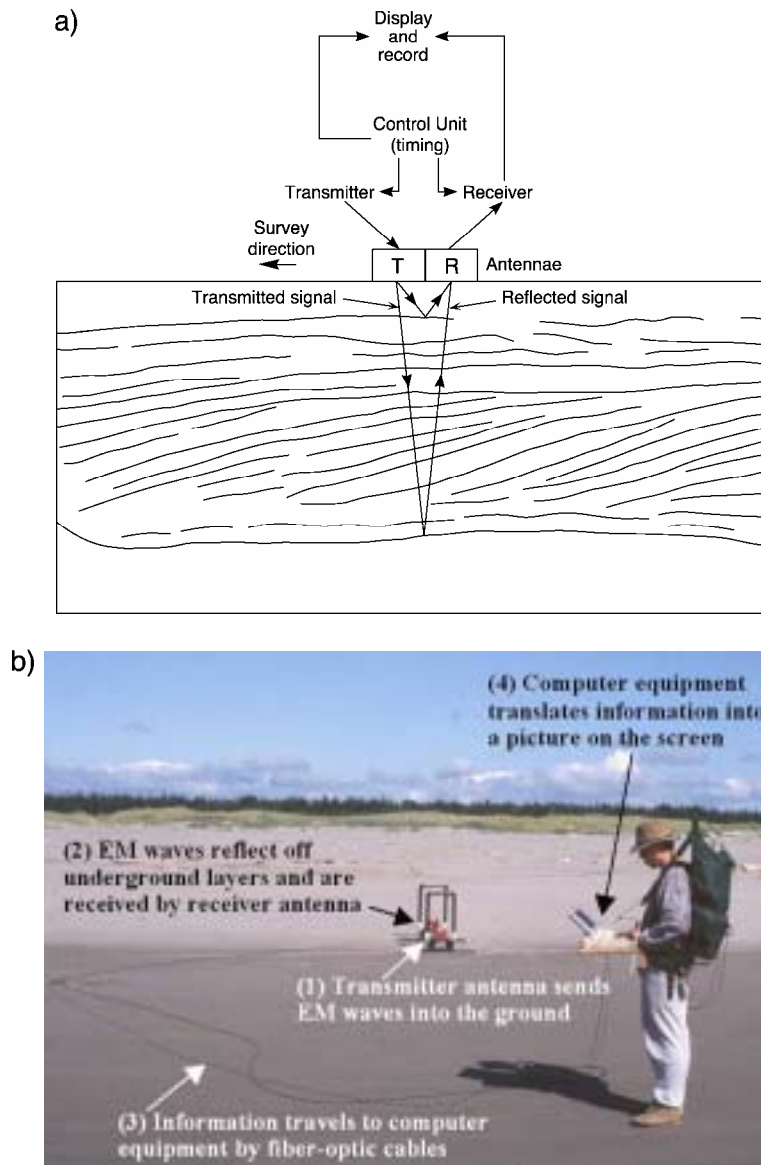 a)
Display
and
record
Control Unit
(timing)
Transmitter
Receiver
Survey
direction
T
R
Antennae
Transmitted signal
Reflected signal
b)
(4) Computer equipment
translates information into
a picture on the screen
(2) EM waves reflect off
underground layers and are
received by receiver antenna
(1) Transmitter antenna sends
EM waves into the ground
(3) Information travels to computer
equipment by fiber-optic cables